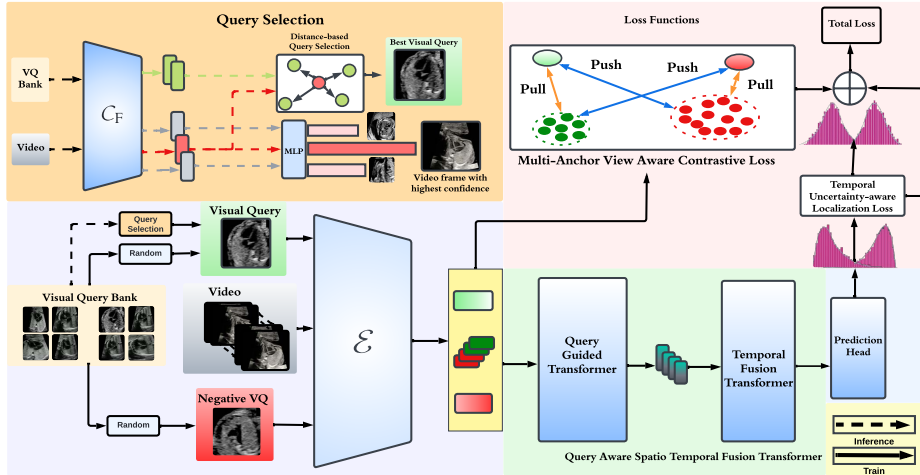 Query Selection
Distance-based
Query Selection
Best Visual Query
VQ
Bank
Video
C_F
MLP
Video frame with
highest confidence
Loss Functions
Total Loss
Push
Push
Pull
Pull
Multi-Anchor View Aware Contrastive Loss
Temporal
Uncertainty-aware
Localization Loss
Query
Selection
Random
Visual Query
Visual Query Bank
Video
Negative VQ
Random
E
Query
Guided
Transformer
Temporal
Fusion
Transformer
Prediction
Head
Query Aware Spatio Temporal Fusion Transformer
Inference
Train